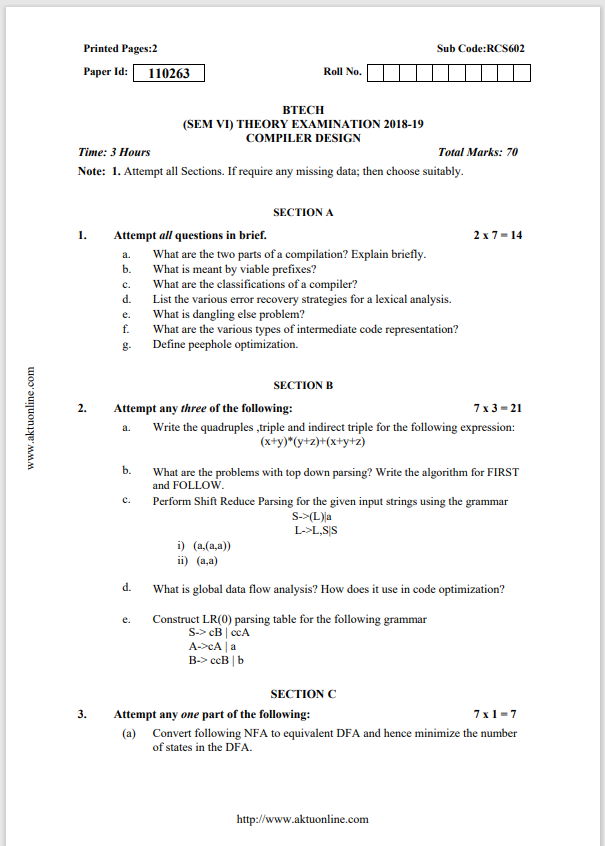 Printed Pages:2 Sub Code:RCS602
Paper Id: 110263 Roll No.
BTECH
(SEM VI) THEORY EXAMINATION 2018-19
COMPILER DESIGN
Time: 3 Hours Total Marks: 70
Note: 1. Attempt all Sections. If require any missing data; then choose suitably.
SECTION A
1. Attempt all questions in brief. 2 x 7 = 14
a. What are the two parts of a compilation? Explain briefly.
b. What is meant by viable prefixes?
c. What are the classifications of a compiler?
d. List the various error recovery strategies for a lexical analysis.
e. What is dangling else problem?
f. What are the various types of intermediate code representation?
g. Define peephole optimization.
www.aktuonline.com
SECTION B
2. Attempt any three of the following: 7 x 3 = 21
a. Write the quadruples ,triple and indirect triple for the following expression:
(x+y)*(y+z)+(x+y+z)
b. What are the problems with top down parsing? Write the algorithm for FIRST
and FOLLOW.
c. Perform Shift Reduce Parsing for the given input strings using the grammar
S->(L)|a
L->L,S|S
i) (a,(a,a))
ii) (a,a)
d. What is global data flow analysis? How does it use in code optimization?
e. Construct LR(0) parsing table for the following grammar
S-> cB | ccA
A->cA | a
B-> ccB | b
SECTION C
3. Attempt any one part of the following: 7 x 1 = 7
(a) Convert following NFA to equivalent DFA and hence minimize the number
of states in the DFA.
http://www.aktuonline.com